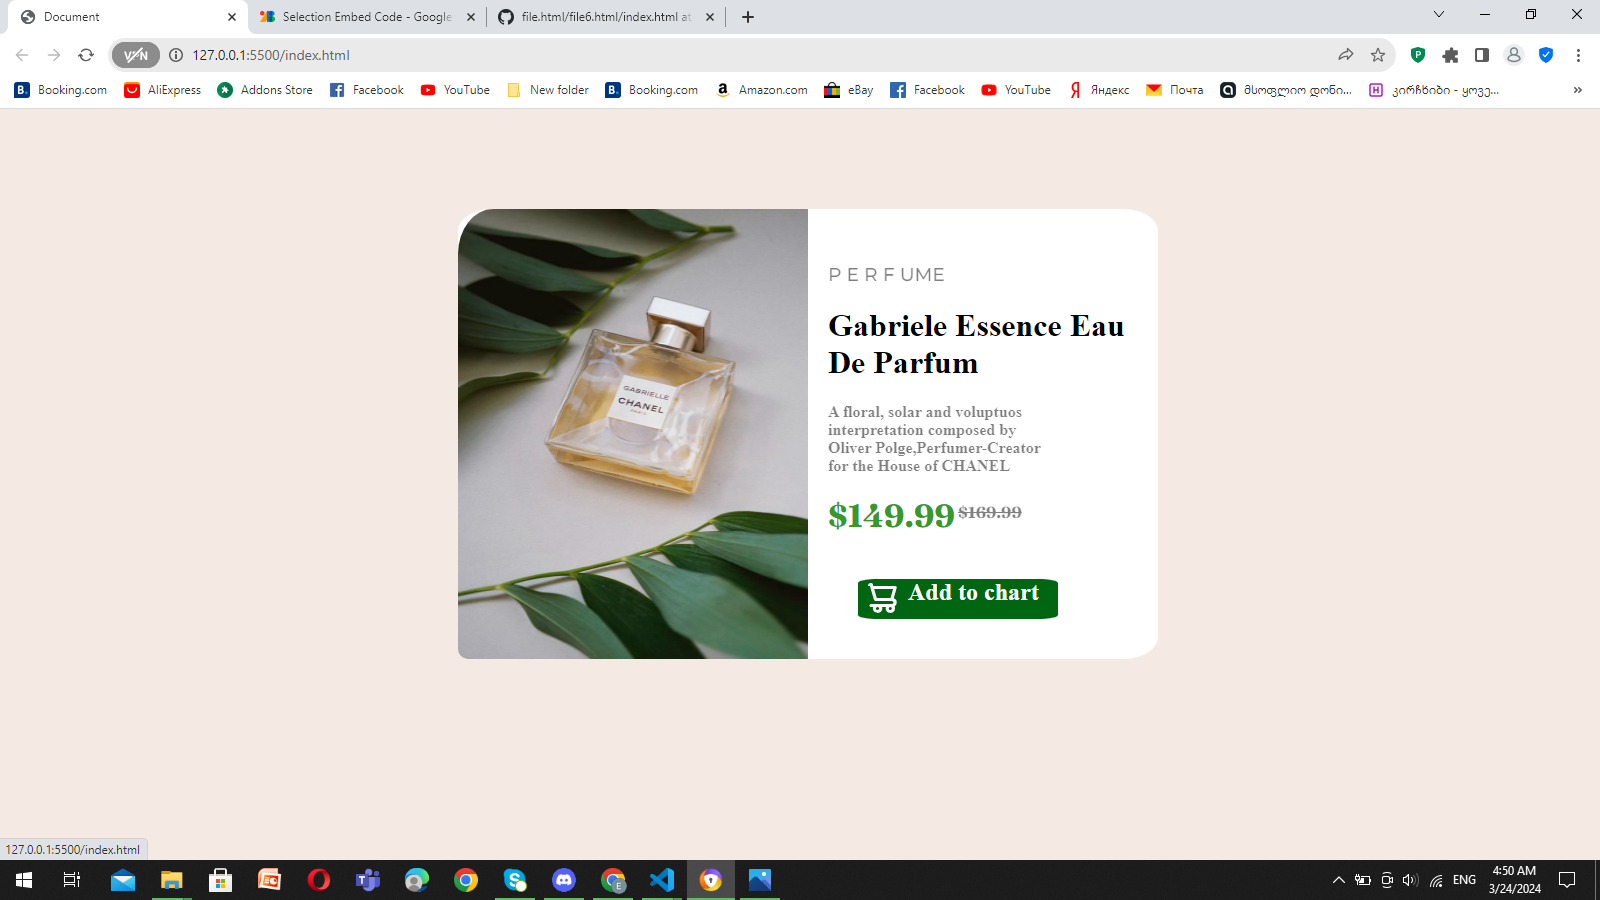 Document
Selection Embed Code - Google
file.html/file6.html/index.html at
VPN
127.0.0.1:5500/index.html
Booking.com
AliExpress
Addons Store
Facebook
YouTube
New folder
Booking.com
Amazon.com
eBay
Facebook
YouTube
Яндекс
Почта
მსოფლიო დონი...
კირჩხიბი - ყოვე...
P E R F UME
Gabriele Essence Eau
De Parfum
A floral, solar and voluptuos
interpretation composed by
Oliver Polge,Perfumer-Creator
for the House of CHANEL
$149.99 $169.99
Add to chart
GABRIELLE
CHANEL
PARIS
127.0.0.1:5500/index.html
ENG
4:50 AM
3/24/2024